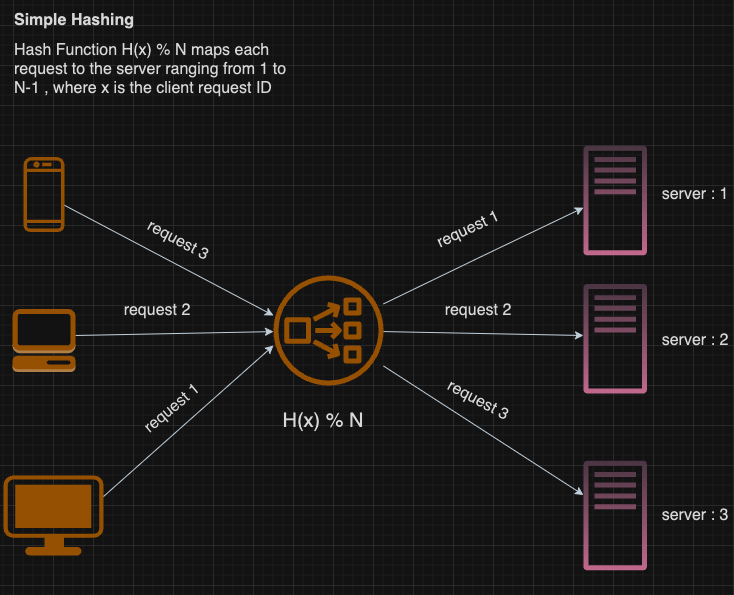 Simple Hashing
Hash Function H(x) % N maps each
request to the server ranging from 1 to
N-1 , where x is the client request ID
request 3
request 2
request 1
H(x) % N
request 1
request 2
request 3
server : 1
server : 2
server : 3